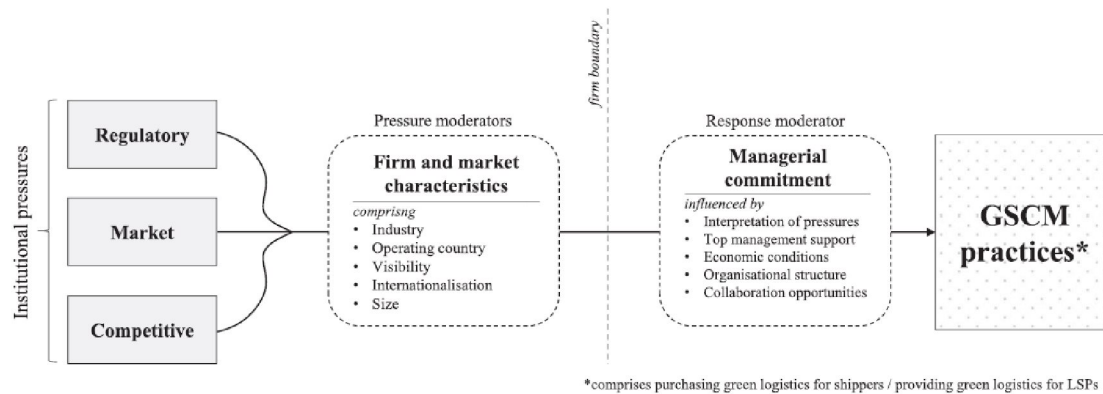 Institutional pressures
Regulatory
Market
Competitive
Pressure moderators
Firm and market
characteristics
comprisng
• Industry
• Operating country
• Visibility
• Internationalisation
• Size
firm boundary
Response moderator
Managerial
commitment
influenced by
• Interpretation of pressures
• Top management support
• Economic conditions
• Organisational structure
• Collaboration opportunities
GSCM
practices*
*comprises purchasing green logistics for shippers / providing green logistics for LSPs